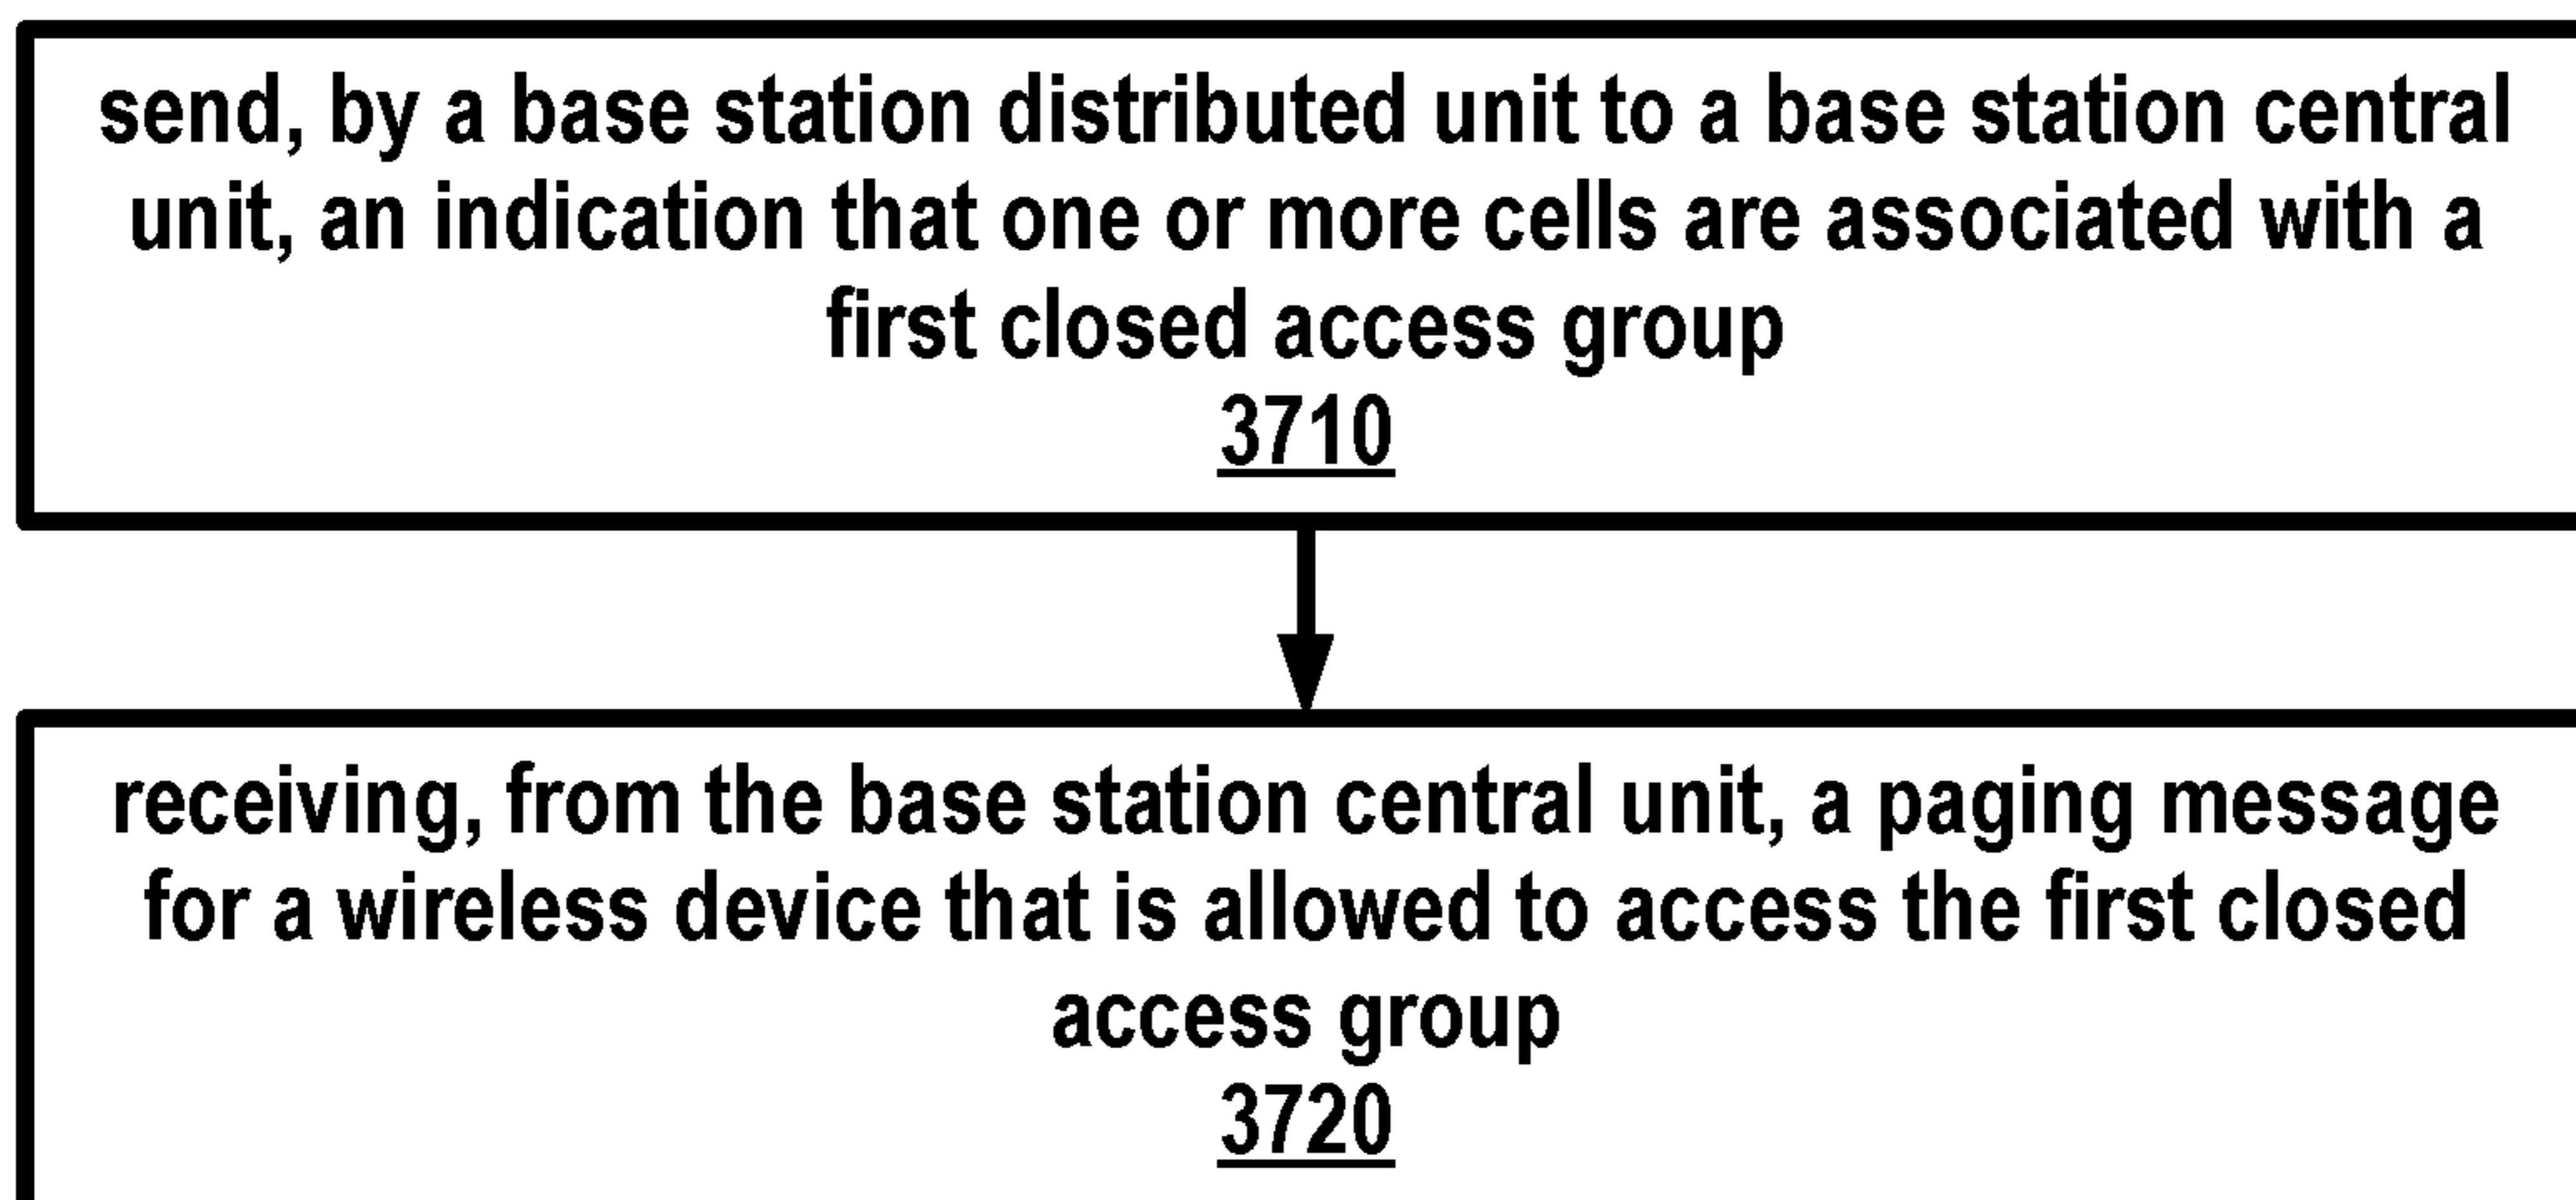 send, by a base station distributed unit to a base station central
unit, an indication that one or more cells are associated with a
first closed access group
3710
receiving, from the base station central unit, a paging message
for a wireless device that is allowed to access the first closed
access group
3720